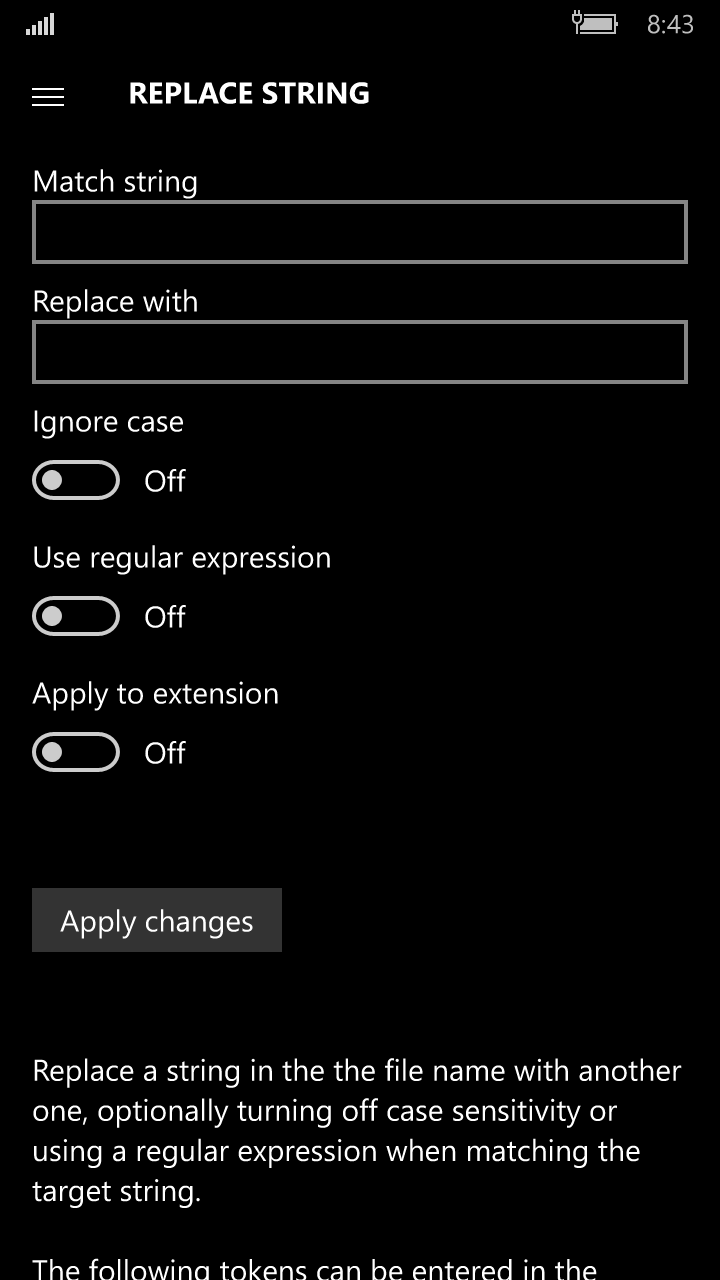 8:43
REPLACE STRING
Match string
Replace with
Ignore case
Off
Use regular expression
Off
Apply to extension
Off
Apply changes
Replace a string in the the file name with another
one, optionally turning off case sensitivity or
using a regular expression when matching the
target string.
The following tokens can be entered in the